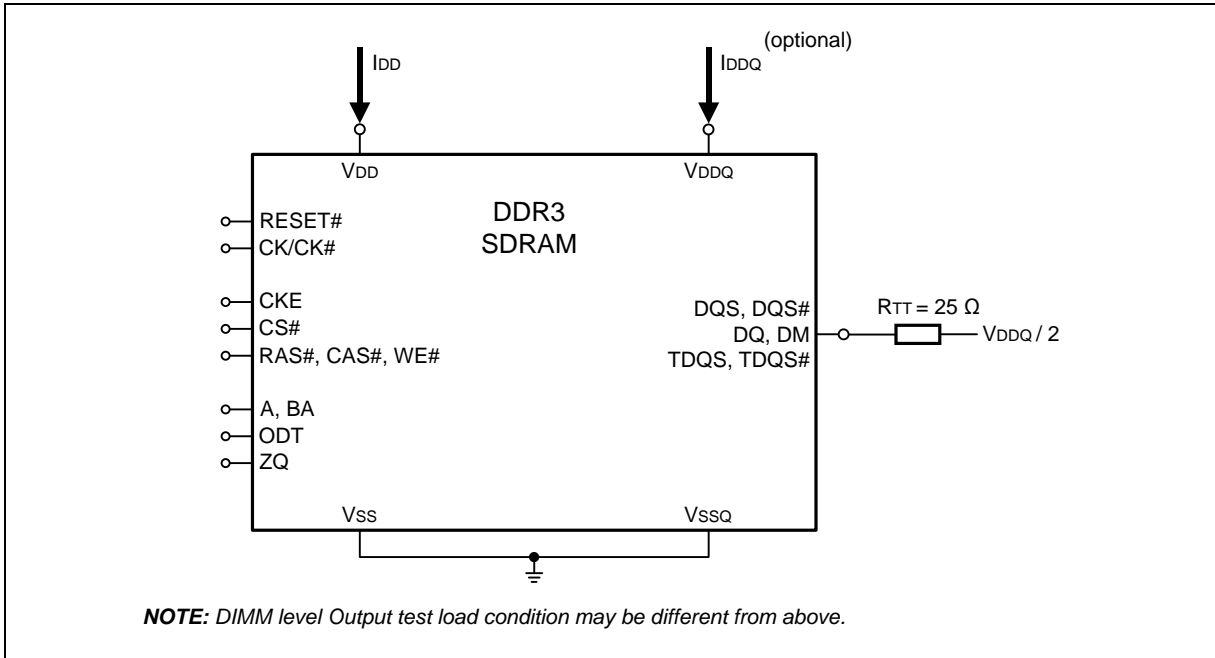 (optional)
IDD
IDDQ
VDD
VDDQ
DDR3
SDRAM
RESET#
CK/CK#
CKE
CS#
RAS#, CAS#, WE#
A, BA
ODT
ZQ
DQS, DQS#
DQ, DM
TDQS, TDQS#
RTT = 25 Ω
VDDQ / 2
VSS
VSSQ
NOTE: DIMM level Output test load condition may be different from above.